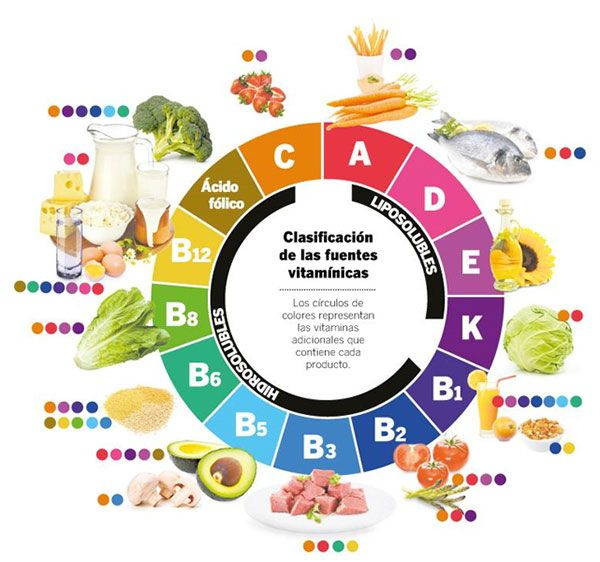 Clasificación
de las fuentes
vitamínicas
Los círculos de
colores representan
las vitaminas
adicionales que
contiene cada
producto.
LIPOSOLUBLES
HIDROSOLUBLES
A
D
E
K
B1
B2
B3
B5
B6
B8
B12
Ácido
fólico
C